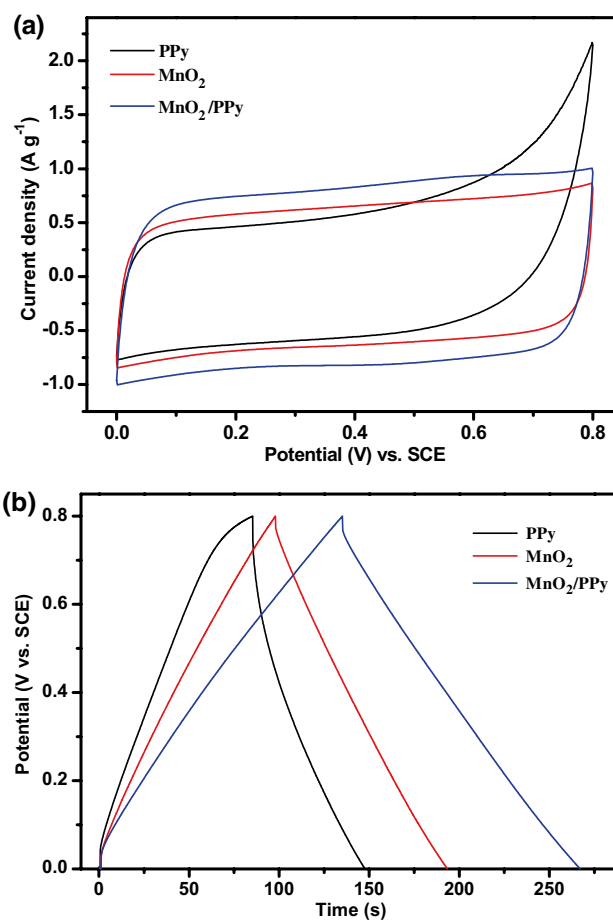 (a)
PPy
MnO₂
MnO₂/PPy
Current density (A g⁻¹)
2.0
1.5
1.0
0.5
0.0
-0.5
-1.0
0.0 0.2 0.4 0.6 0.8
Potential (V) vs. SCE
(b)
PPy
MnO₂
MnO₂/PPy
Potential (V vs. SCE)
0.8
0.6
0.4
0.2
0.0
0 50 100 150 200 250
Time (s)